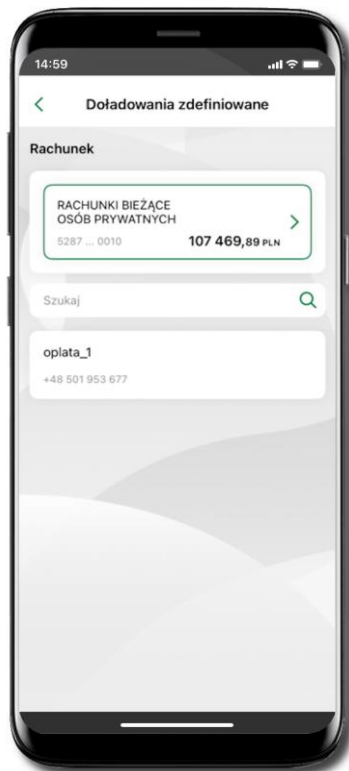 14:59
Doładowania zdefiniowane
Rachunek
RACHUNKI BIEŻĄCE
OSÓB PRYWATNYCH
5287 ... 0010 107 469,89 PLN
Szukaj
oplata_1
+48 501 953 677